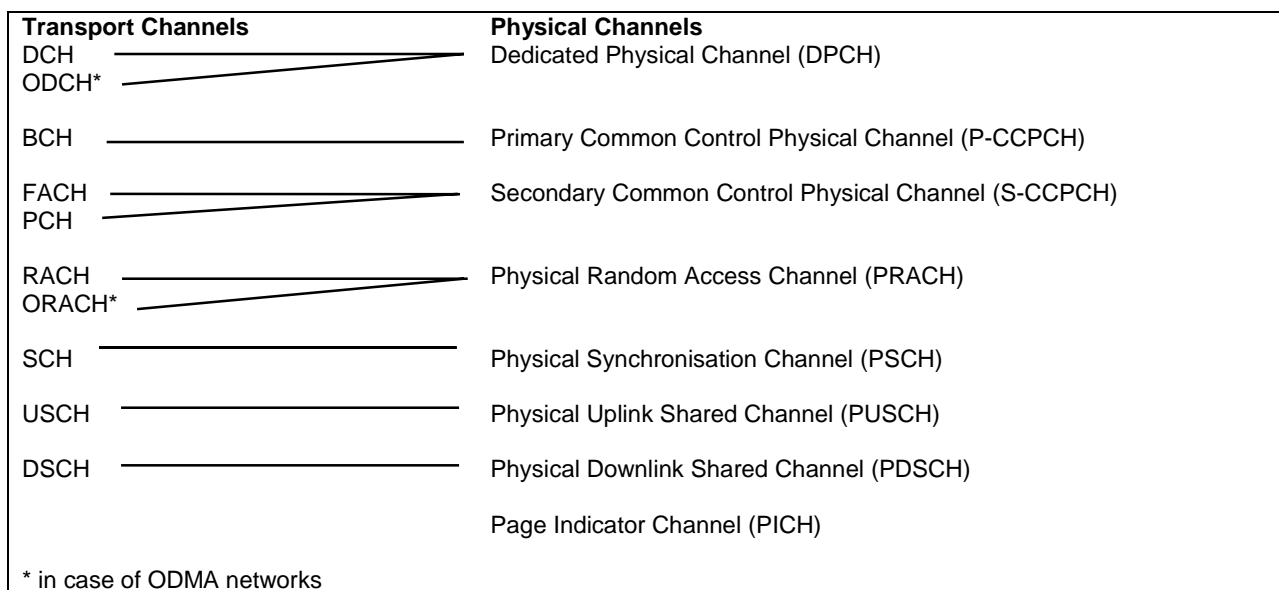 Transport Channels Physical Channels
DCH Dedicated Physical Channel (DPCH)
ODCH*
BCH Primary Common Control Physical Channel (P-CCPCH)
FACH Secondary Common Control Physical Channel (S-CCPCH)
PCH
RACH Physical Random Access Channel (PRACH)
ORACH*
SCH Physical Synchronisation Channel (PSCH)
USCH Physical Uplink Shared Channel (PUSCH)
DSCH Physical Downlink Shared Channel (PDSCH)
Page Indicator Channel (PICH)
* in case of ODMA networks